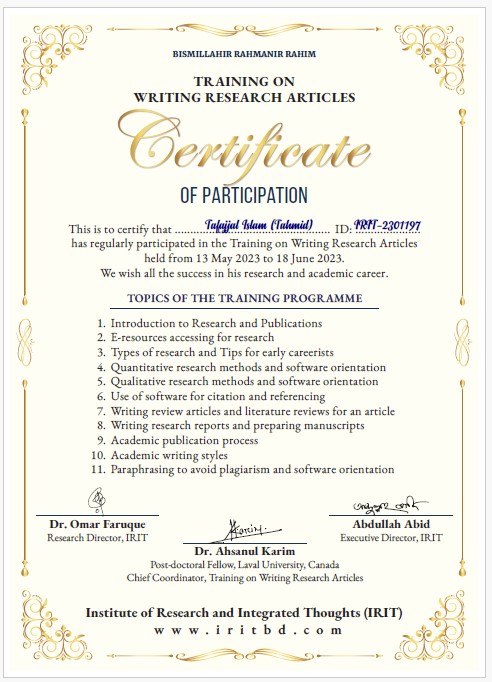 BISMILLAHIR RAHMANIR RAHIM
TRAINING ON
WRITING RESEARCH ARTICLES
Certificate
OF PARTICIPATION
This is to certify that .......Tafajjal Islam (Tahmid)....... ID: IRIT-2301197
has regularly participated in the Training on Writing Research Articles
held from 13 May 2023 to 18 June 2023.
We wish all the success in his research and academic career.
TOPICS OF THE TRAINING PROGRAMME
1. Introduction to Research and Publications
2. E-resources accessing for research
3. Types of research and Tips for early careerists
4. Quantitative research methods and software orientation
5. Qualitative research methods and software orientation
6. Use of software for citation and referencing
7. Writing review articles and literature reviews for an article
8. Writing research reports and preparing manuscripts
9. Academic publication process
10. Academic writing styles
11. Paraphrasing to avoid plagiarism and software orientation
Dr. Omar Faruque
Research Director, IRIT
Abdullah Abid
Executive Director, IRIT
Dr. Ahsanul Karim
Post-doctoral Fellow, Laval University, Canada
Chief Coordinator, Training on Writing Research Articles
Institute of Research and Integrated Thoughts (IRIT)
www.iritbd.com